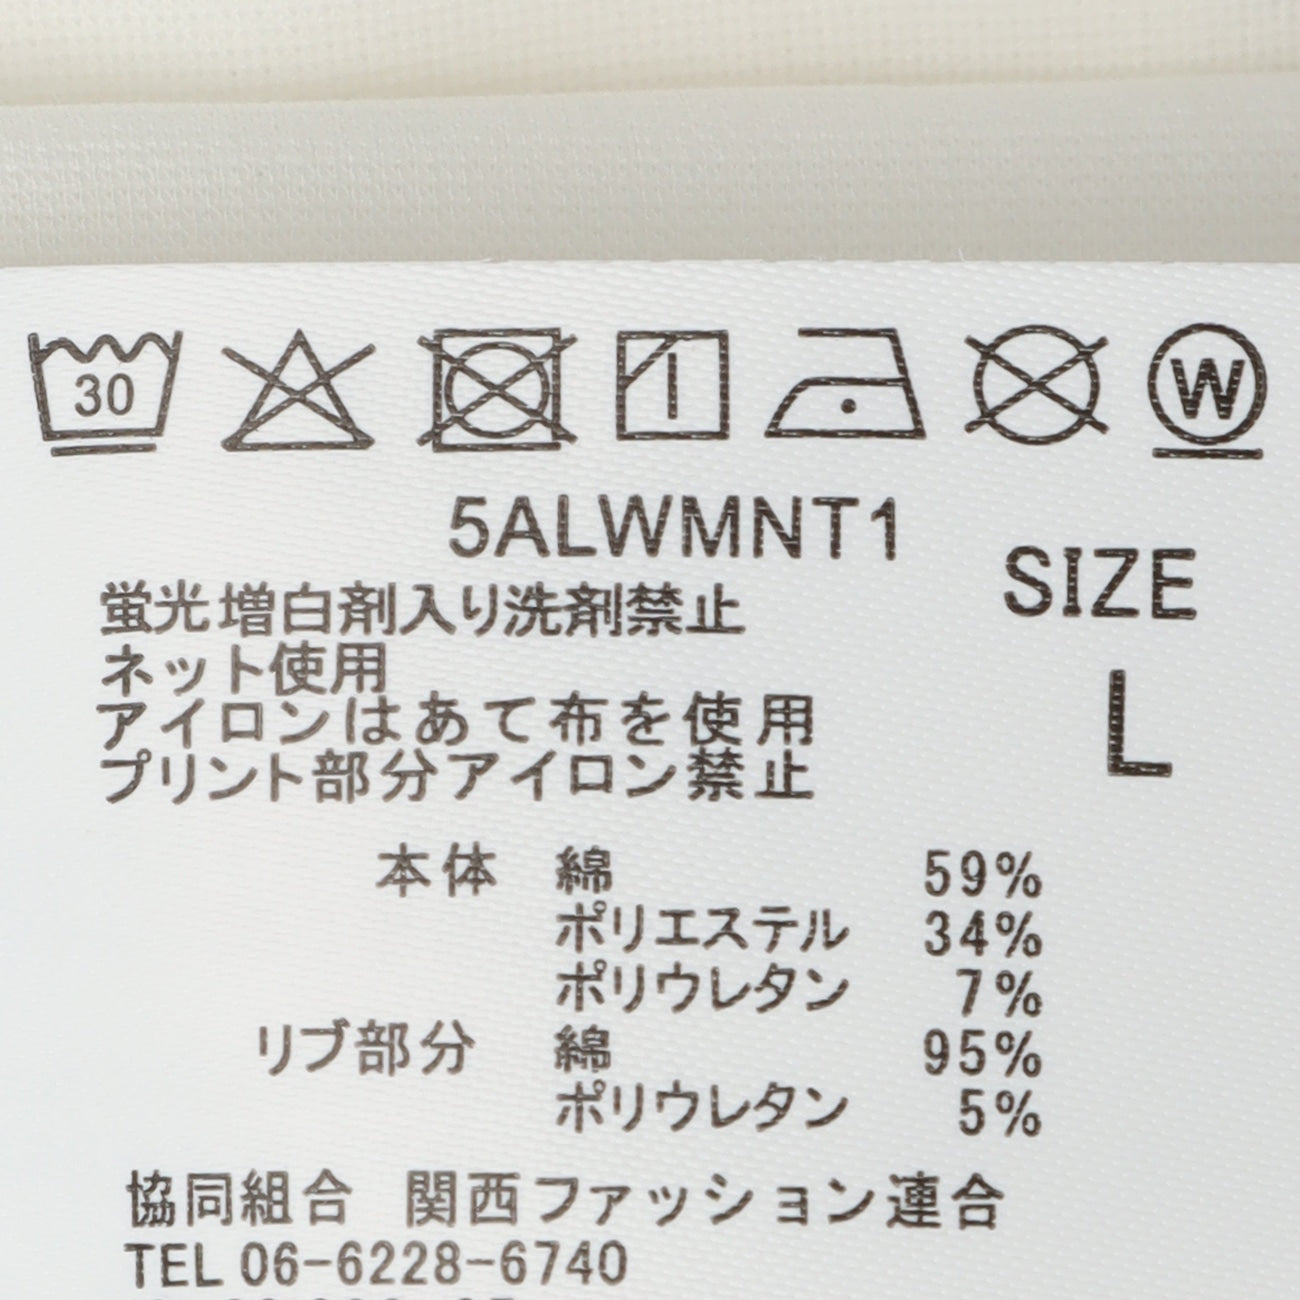 30
W
5ALWMNT1
SIZE
L
蛍光増白剤入り洗剤禁止
ネット使用
アイロンはあて布を使用
プリント部分アイロン禁止
本体 綿 59%
ポリエステル 34%
ポリウレタン 7%
リブ部分 綿 95%
ポリウレタン 5%
協同組合 関西ファッション連合
TEL 06-6228-6740